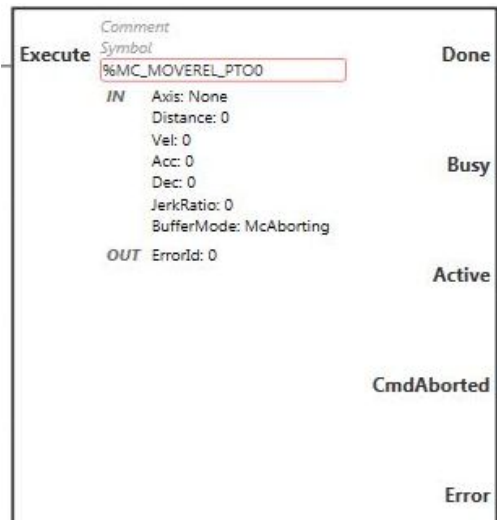 Comment
Execute Symbol Done
%MC_MOVEREL_PTO0
IN Axis: None
Distance: 0
Vel: 0
Acc: 0 Busy
Dec: 0
JerkRatio: 0
BufferMode: McAborting
OUT ErrorId: 0
Active
CmdAborted
Error